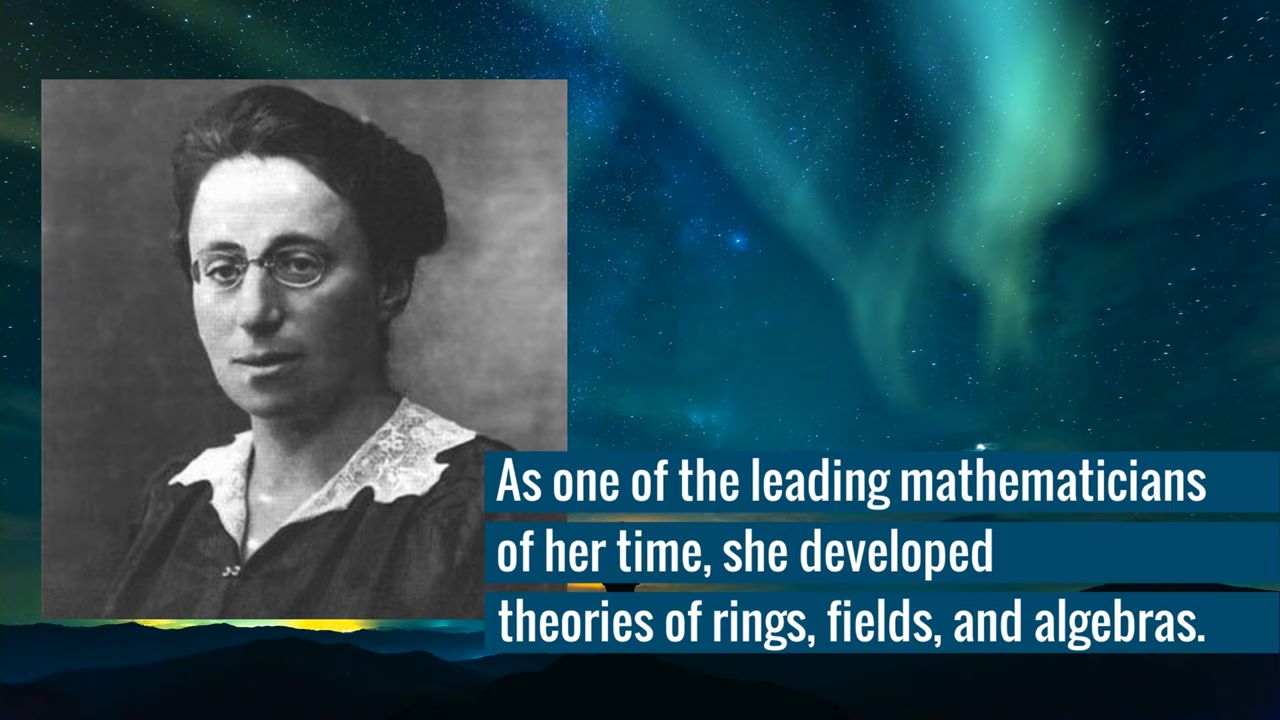 As one of the leading mathematicians
of her time, she developed
theories of rings, fields, and algebras.